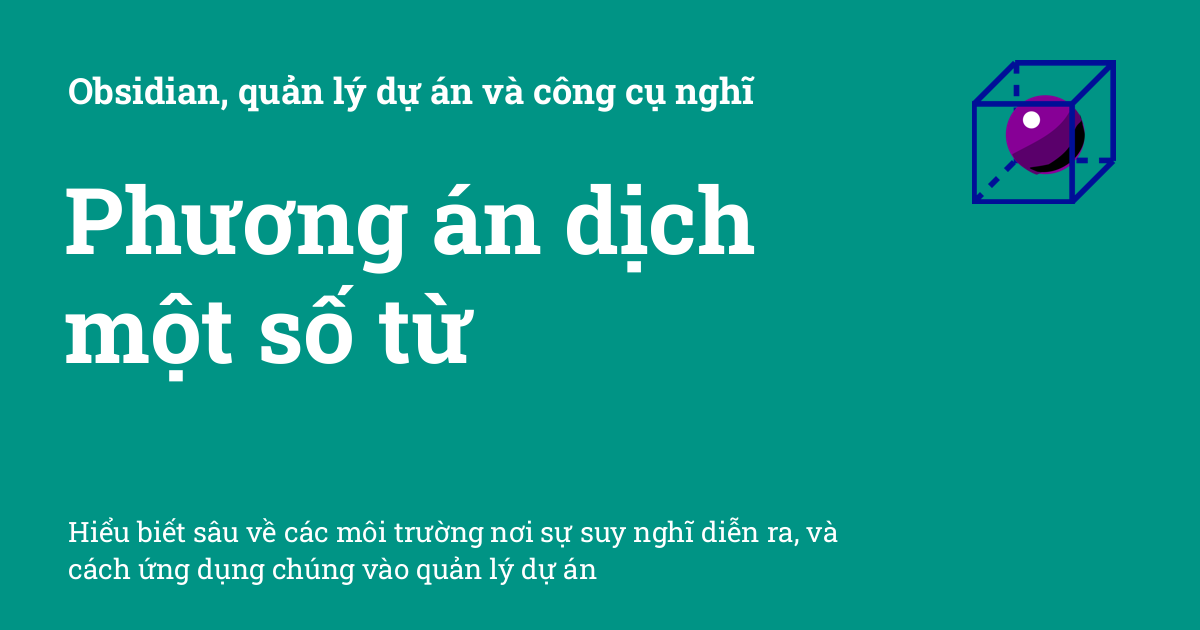 Obsidian, quản lý dự án và công cụ nghĩ
Phương án dịch
một số từ
Hiểu biết sâu về các môi trường nơi sự suy nghĩ diễn ra, và
cách ứng dụng chúng vào quản lý dự án